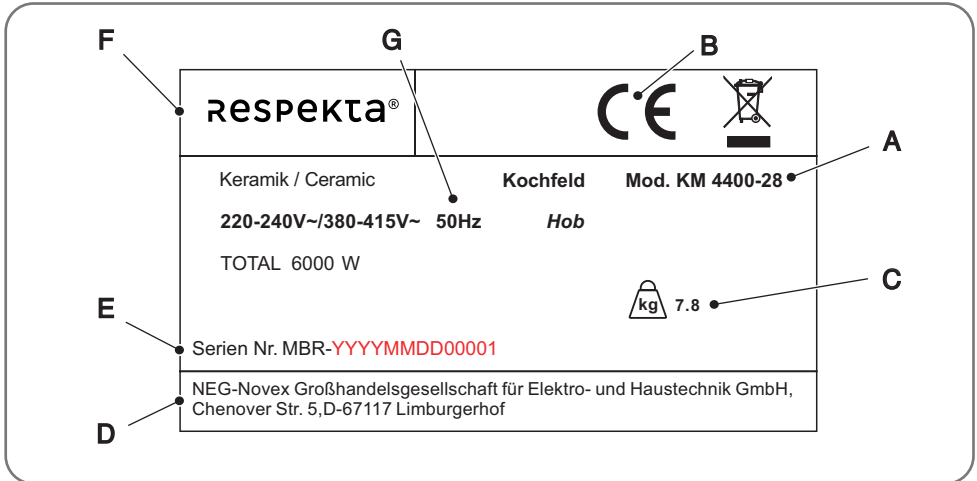 F
G
B
Respekta®
CE
A
Keramik / Ceramic Kochfeld Mod. KM 4400-28
220-240V~/380-415V~ 50Hz Hob
TOTAL 6000 W
C
kg 7.8
E
Serien Nr. MBR-YYYYMMDD00001
NEG-Novex Großhandelsgesellschaft für Elektro- und Haustechnik GmbH,
Chenover Str. 5,D-67117 Limburgerhof
D